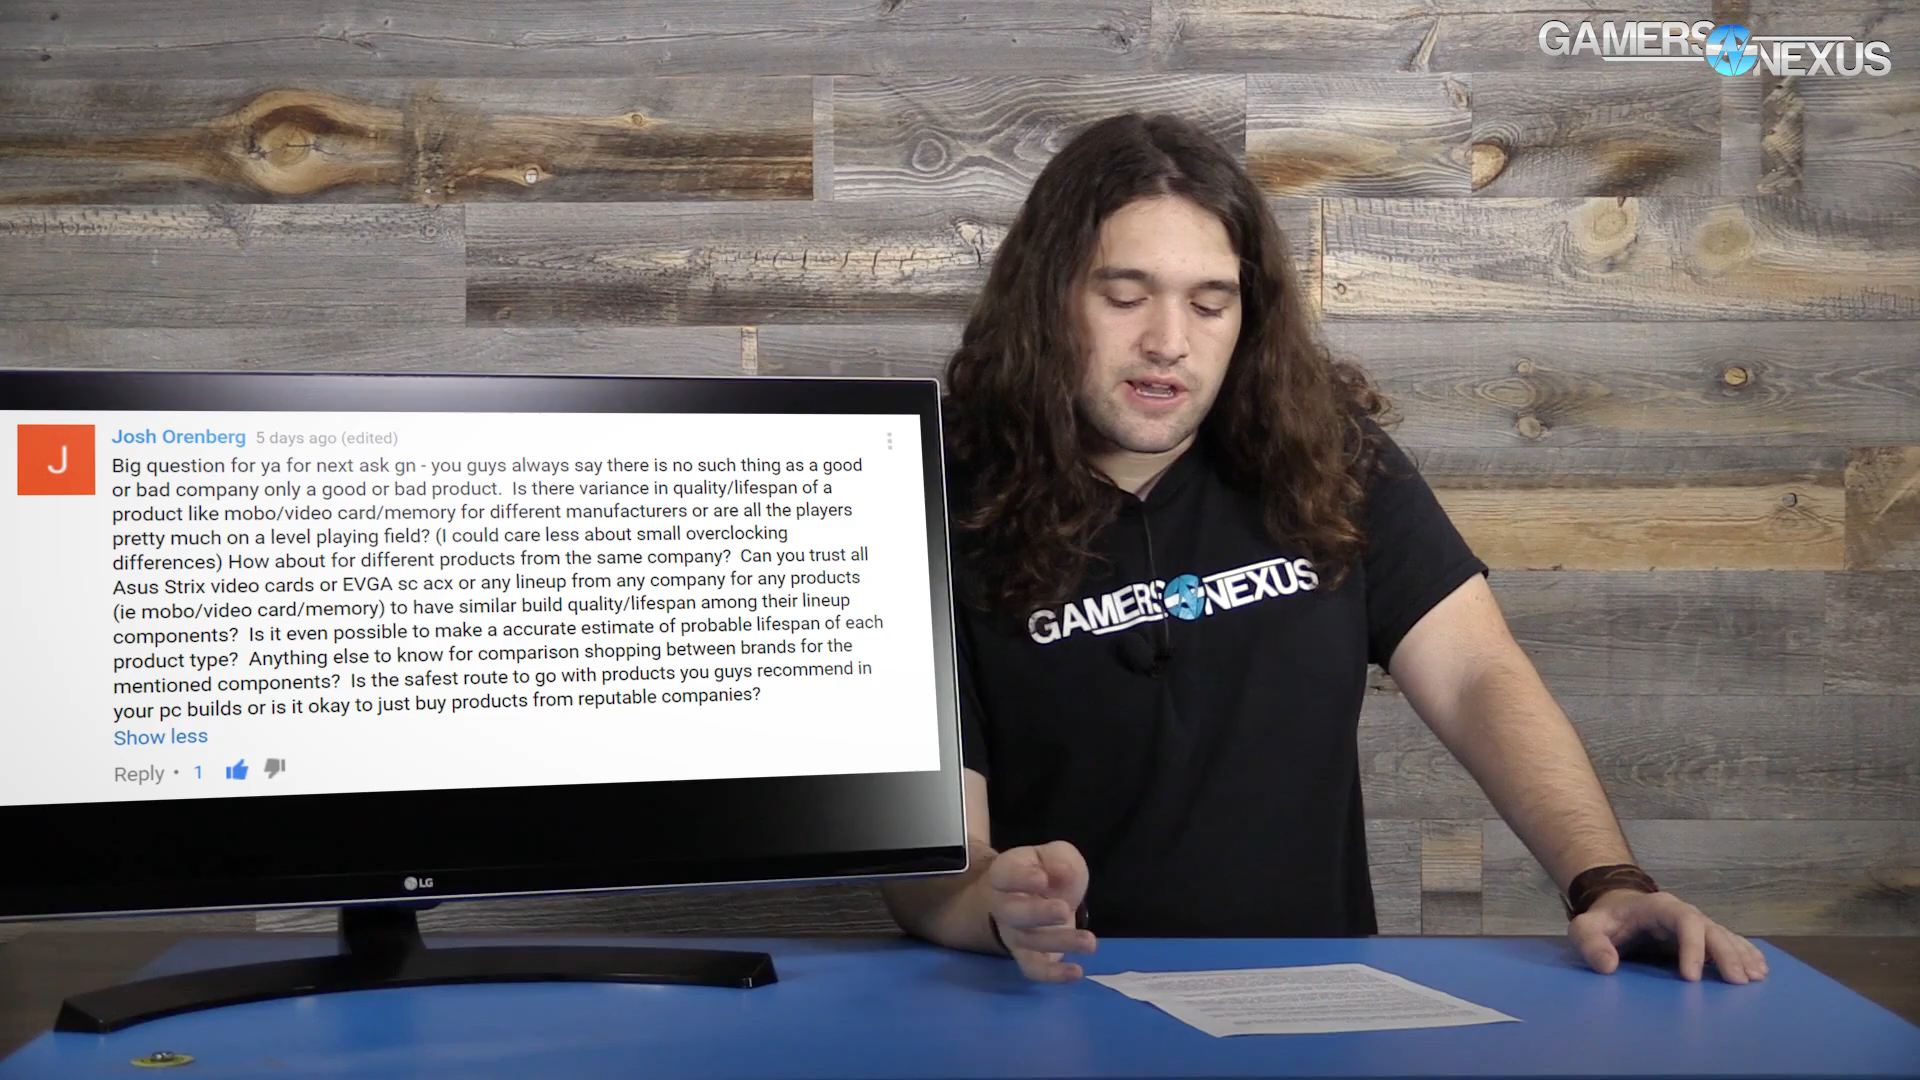 GAMERS NEXUS
J
Josh Orenberg 5 days ago (edited)
Big question for ya for next ask gn - you guys always say there is no such thing as a good
or bad company only a good or bad product. Is there variance in quality/lifespan of a
product like mobo/video card/memory for different manufacturers or are all the players
pretty much on a level playing field? (I could care less about small overclocking
differences) How about for different products from the same company? Can you trust all
Asus Strix video cards or EVGA sc acx or any lineup from any company for any products
(ie mobo/video card/memory) to have similar build quality/lifespan among their lineup
components? Is it even possible to make a accurate estimate of probable lifespan of each
product type? Anything else to know for comparison shopping between brands for the
mentioned components? Is the safest route to go with products you guys recommend in
your pc builds or is it okay to just buy products from reputable companies?
Show less
Reply • 1
LG
GAMERS NEXUS